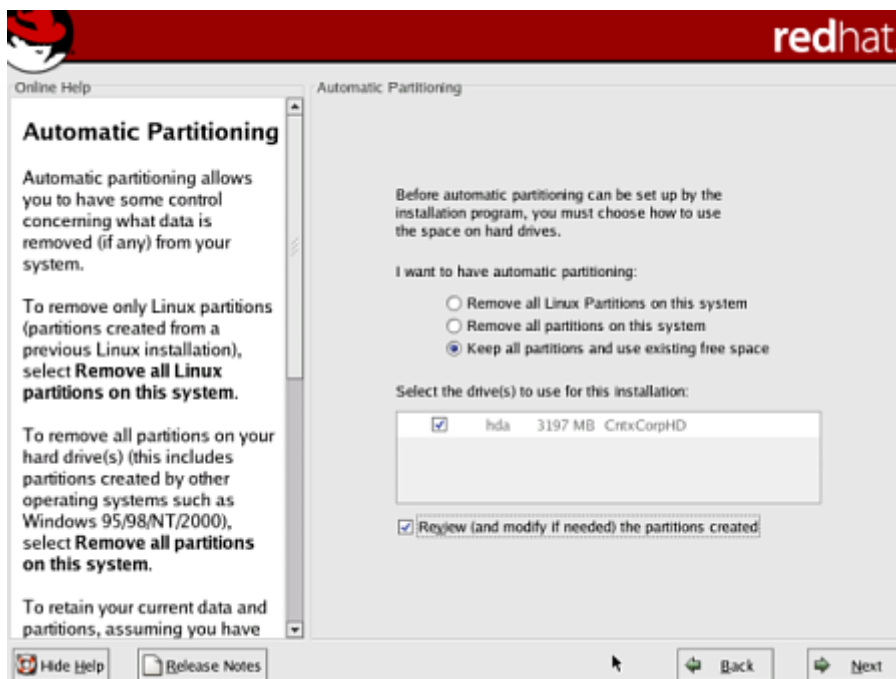 redhat.
Online Help
Automatic Partitioning
Automatic partitioning allows
you to have some control
concerning what data is
removed (if any) from your
system.
To remove only Linux partitions
(partitions created from a
previous Linux installation),
select Remove all Linux
partitions on this system.
To remove all partitions on your
hard drive(s) (this includes
partitions created by other
operating systems such as
Windows 95/98/NT/2000),
select Remove all partitions
on this system.
To retain your current data and
partitions, assuming you have
Automatic Partitioning
Before automatic partitioning can be set up by the
installation program, you must choose how to use
the space on hard drives.
I want to have automatic partitioning:
Remove all Linux Partitions on this system
Remove all partitions on this system
Keep all partitions and use existing free space
Select the drive(s) to use for this installation:
hda 3197 MB CntxCorpHD
Review (and modify if needed) the partitions created
Hide Help Release Notes Back Next